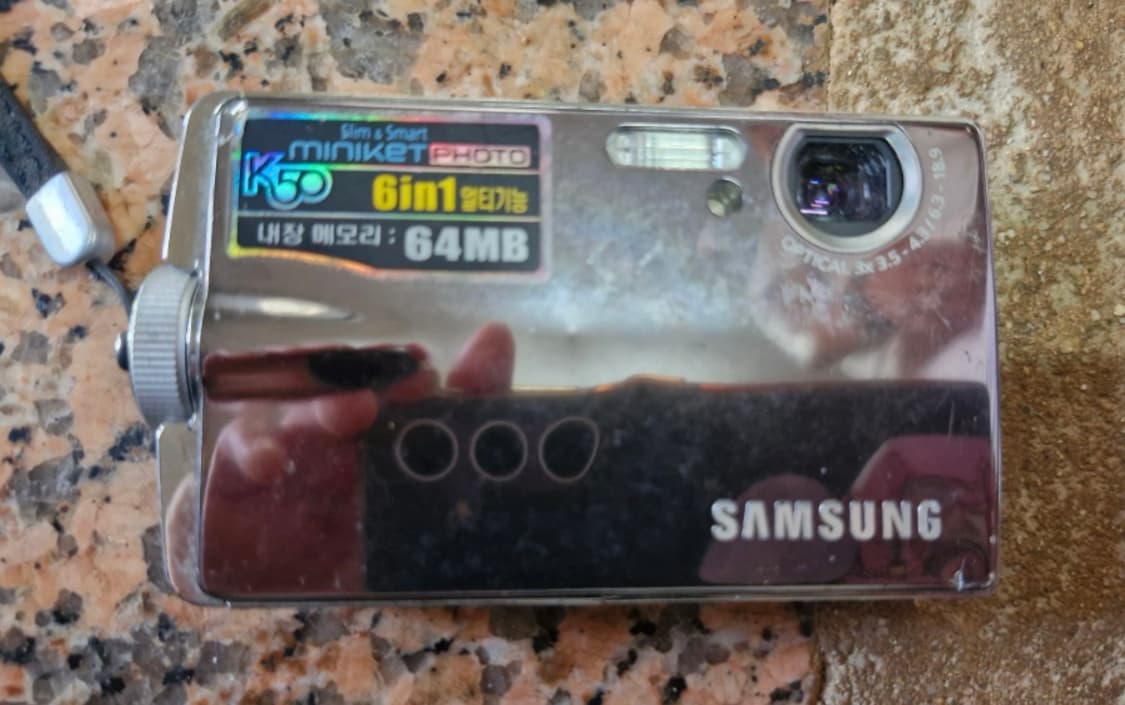 Slim & Smart
miniKET PHOTO
K50
6in1 멀티기능
내장 메모리 : 64MB
OPTICAL 3x 3.5 - 4.5 / 6.3 - 18.9
SAMSUNG